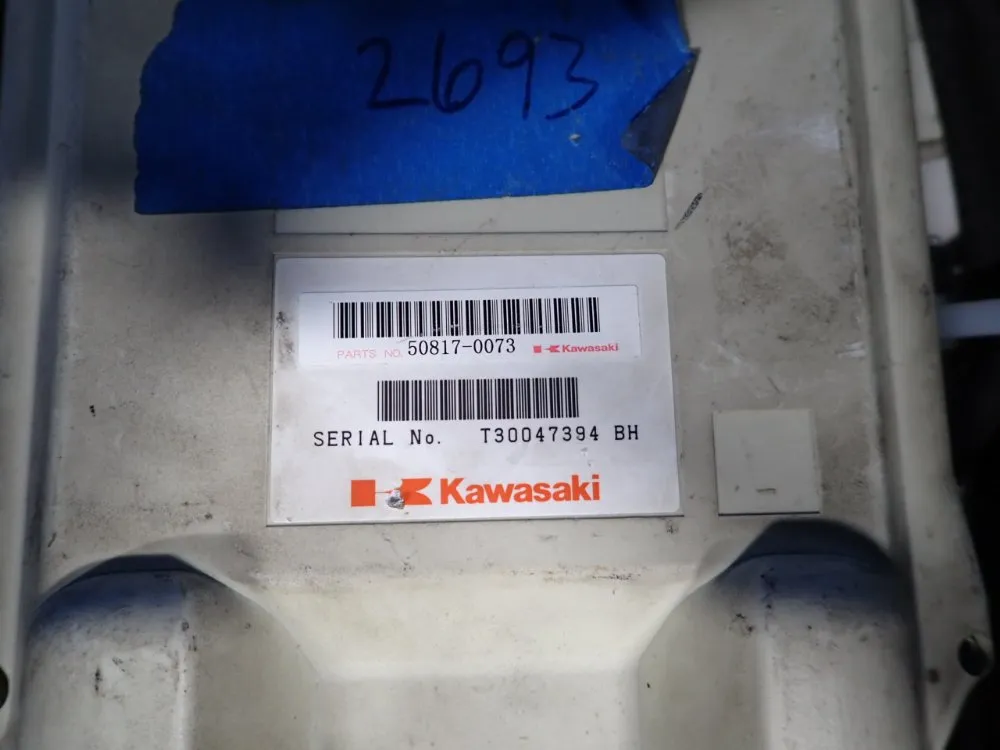 2693
PARTS NO. 50817-0073 Kawasaki
SERIAL No. T30047394 BH
Kawasaki